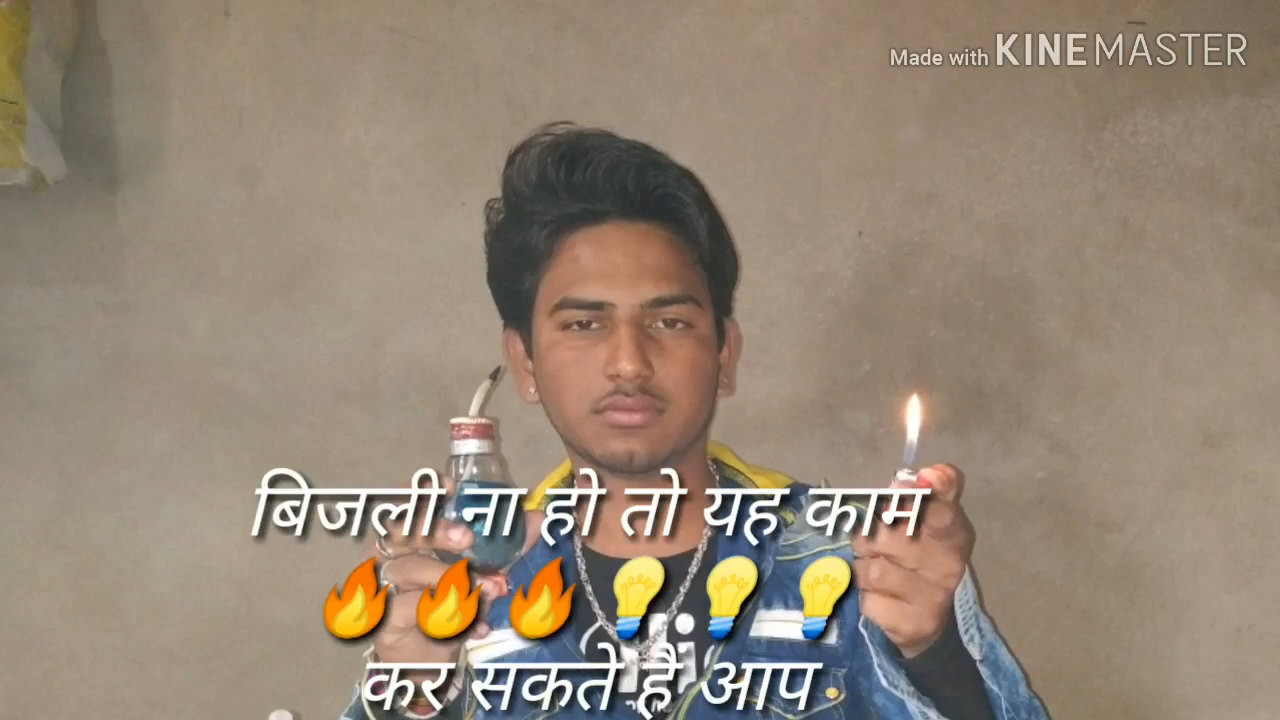 Made with KINEMASTER
बिजली ना हो तो यह काम
🔥🔥🔥💡💡💡
कर सकते हैं आप